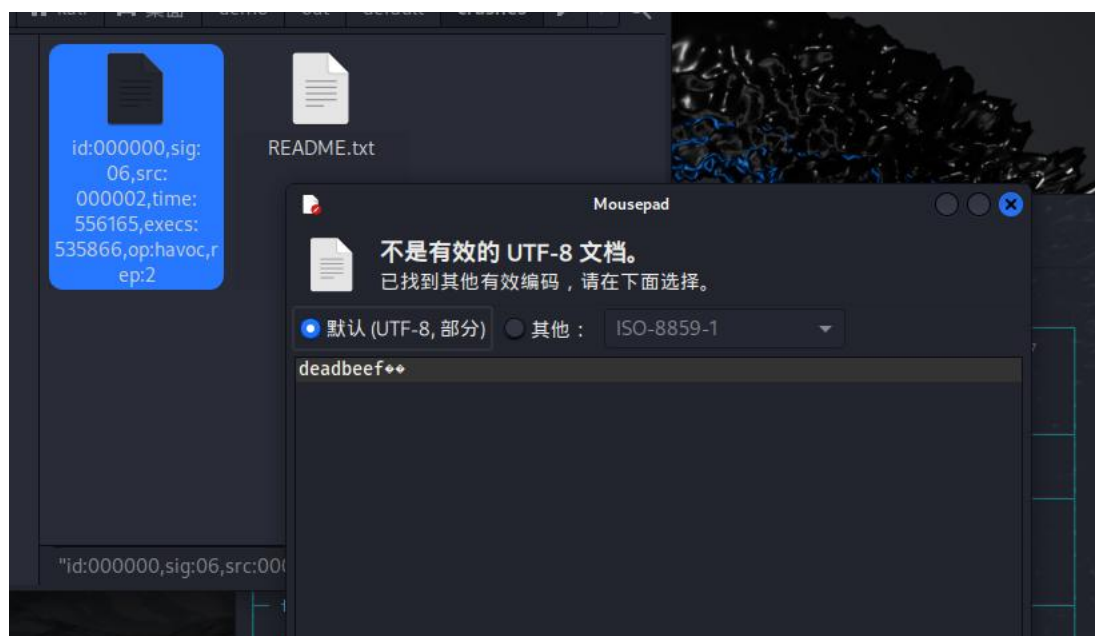 default
crashes
id:000000,sig:
06,src:
000002,time:
556165,execs:
535866,op:havoc,r
ep:2
README.txt
Mousepad
不是有效的 UTF-8 文档。
已找到其他有效编码，请在下面选择。
默认 (UTF-8, 部分) 其他： ISO-8859-1
deadbeef��
"id:000000,sig:06,src:000